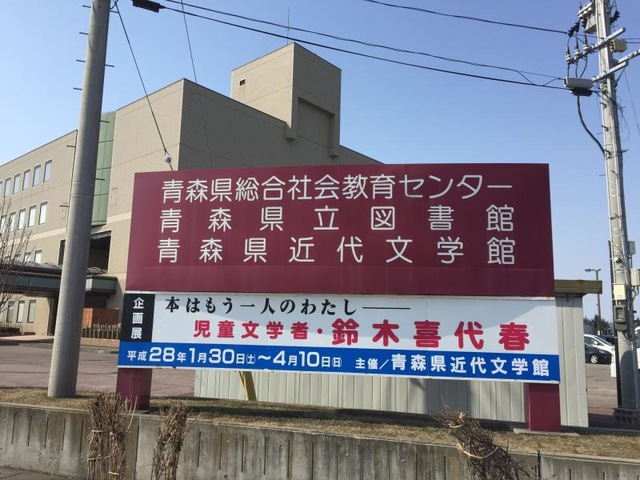 青森県総合社会教育センター
青森県立図書館
青森県近代文学館
企画展
本はもう一人のわたし――
児童文学者・鈴木喜代春
平成28年1月30日(土)～4月10日(日) 主催/青森県近代文学館